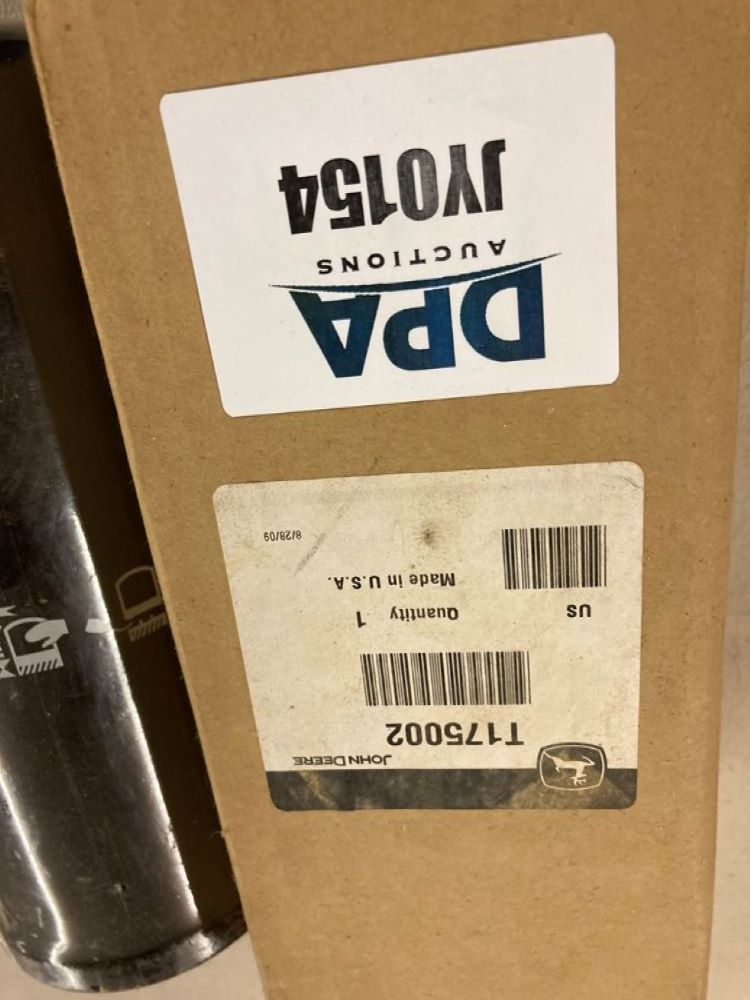 DPA
AUCTIONS
JY0154
JOHN DEERE
T175002
US
Quantity 1
Made in U.S.A.
8/28/09